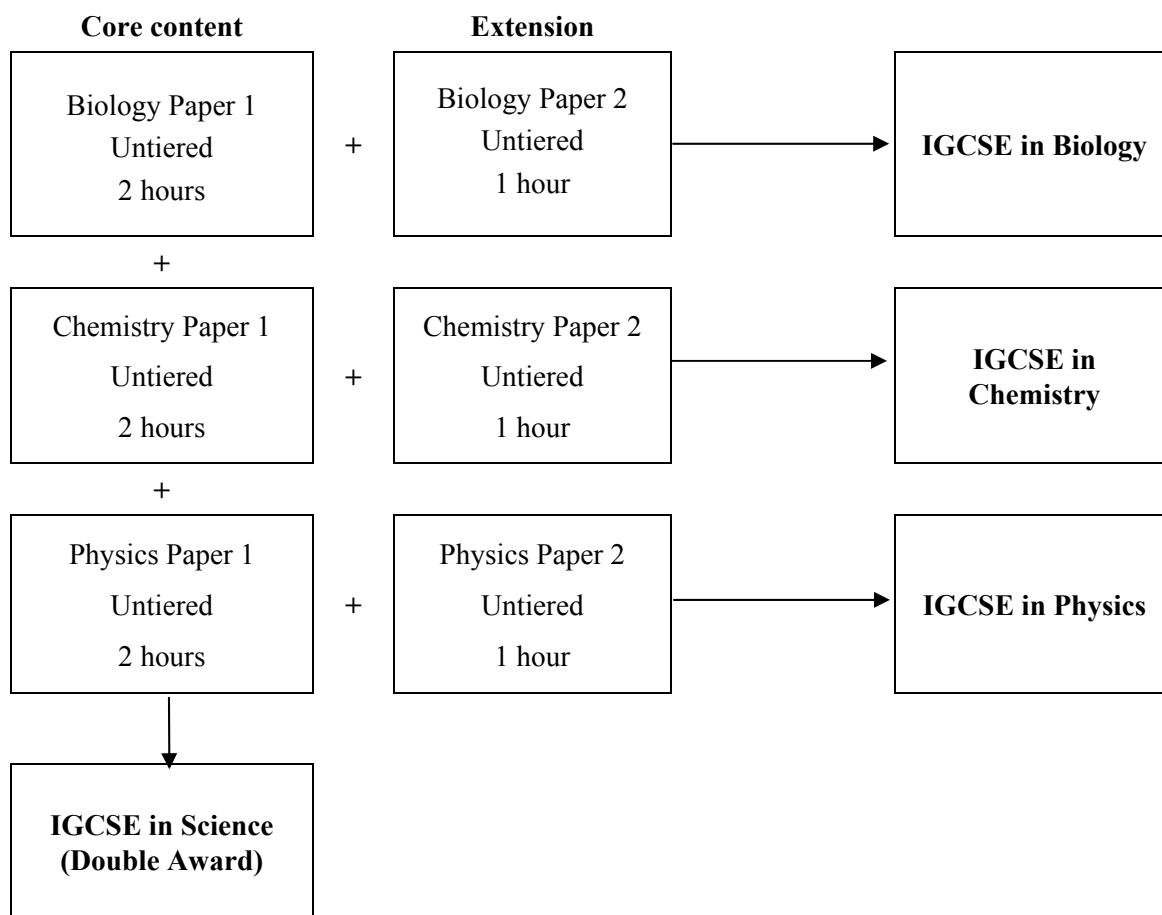 Core content
Extension
Biology Paper 1
Untiered
2 hours
+
Biology Paper 2
Untiered
1 hour
IGCSE in Biology
+
Chemistry Paper 1
Untiered
2 hours
+
Chemistry Paper 2
Untiered
1 hour
IGCSE in
Chemistry
+
Physics Paper 1
Untiered
2 hours
+
Physics Paper 2
Untiered
1 hour
IGCSE in Physics
IGCSE in Science
(Double Award)